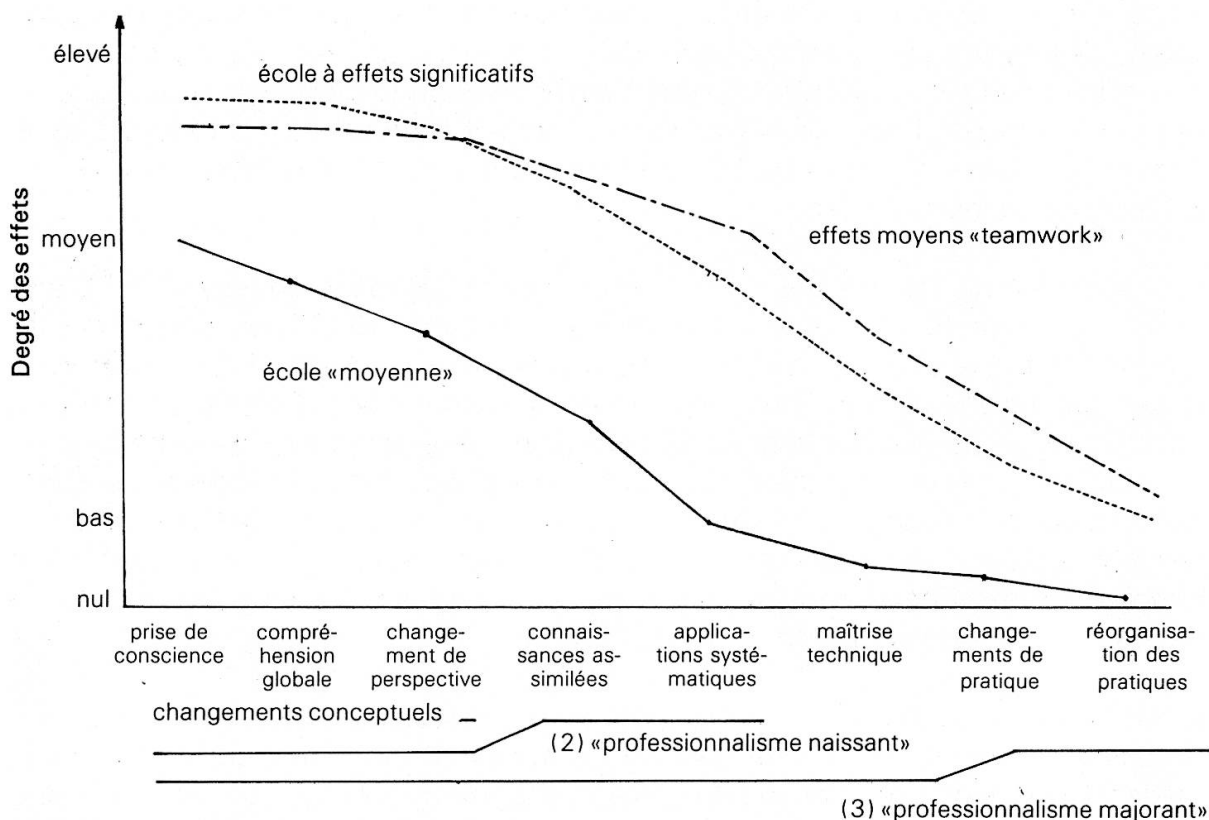 élevé
école à effets significatifs
Degré des effets
moyen
effets moyens «teamwork»
école «moyenne»
bas
nul
prise de
conscience
compré-
hension
globale
change-
ment de
perspective
connais-
sances as-
similées
applica-
tions systé-
matiques
maîtrise
technique
change-
ments de
pratique
réorganisa-
tion des
pratiques
changements conceptuels
(2) «professionnalisme naissant»
(3) «professionnalisme majorant»